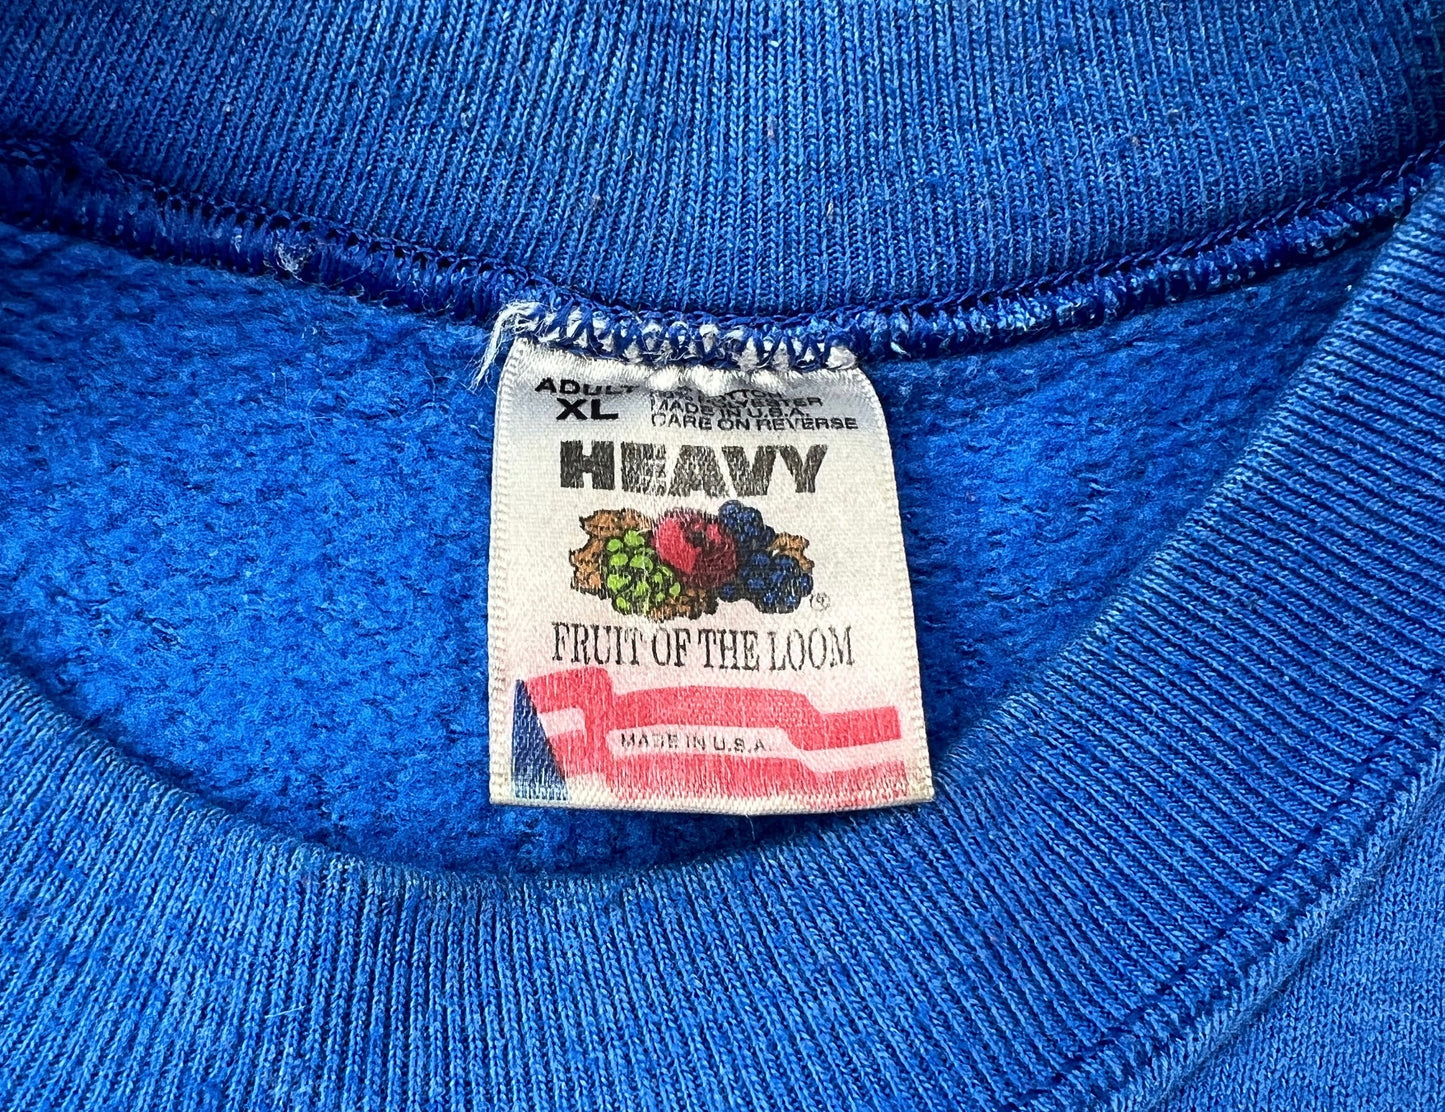 ADULT
XL
MADE IN U.S.A.
CARE ON REVERSE
HEAVY
®
FRUIT OF THE LOOM
MADE IN U.S.A.